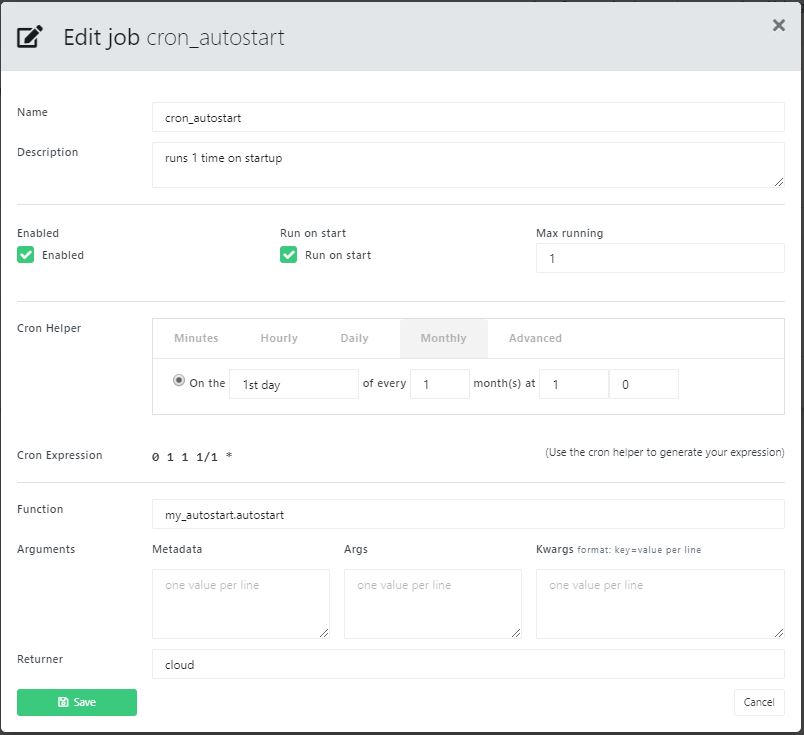 Edit job cron_autostart
Name
cron_autostart
Description
runs 1 time on startup
Enabled
Enabled
Run on start
Run on start
Max running
1
Cron Helper
Minutes Hourly Daily Monthly Advanced
On the 1st day of every 1 month(s) at 1 0
Cron Expression
0 1 1 1/1 *
(Use the cron helper to generate your expression)
Function
my_autostart.autostart
Arguments
Metadata
one value per line
Args
one value per line
Kwargs format: key=value per line
one value per line
Returner
cloud
Save
Cancel